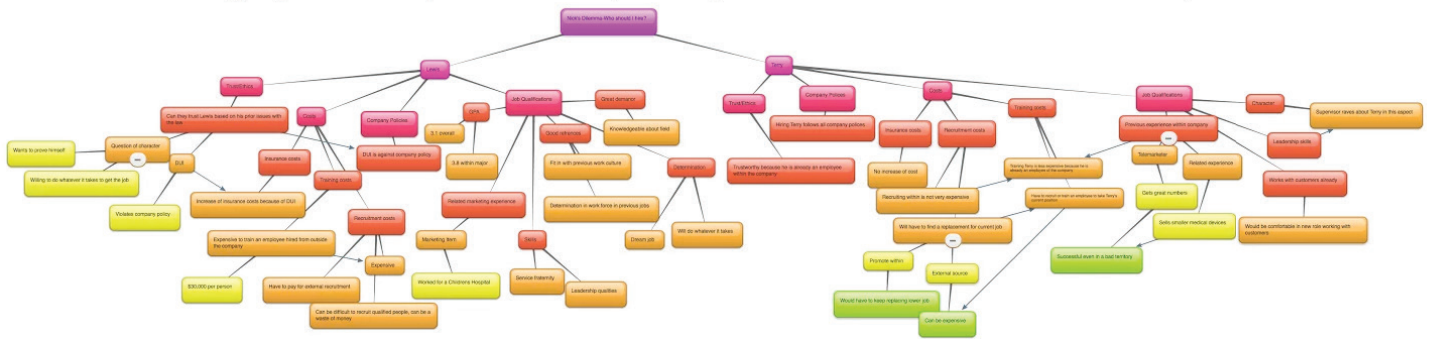 Nick's Dilemma-Who should I hire?
Lewis
Terry
Trust/Ethics
Can they trust Lewis based on his prior issues with
the law
Question of character
Wants to prove himself
Willing to do whatever it takes to get the job
DUI
Violates company policy
Costs
Insurance costs
Increase of insurance costs because of DUI
Training costs
Expensive to train an employee hired from outside
the company
per person
Recruitment costs
Expensive
Have to pay for external recruitment
Can be difficult to recruit qualified people, can be a
waste of money
Company Policies
DUI is against company policy
Job Qualifications
GPA
3.1 overall
3.8 within major
Great demeanor
Knowledgeable about field
Good references
Fit in with previous work culture
Determination in work force in previous jobs
Determination
Dream job
Will do whatever it takes
Related marketing experience
Marketing Item
Worked for a Childrens Hospital
Skills
Service fraternity
Leadership qualities
Trust/Ethics
Trustworthy because he is already an employee
within the company
Company Policies
Hiring Terry follows all company polices
Costs
Insurance costs
No increase of cost
Recruitment costs
Recruiting within is not very expensive
Will have to find a replacement for current job
Promote within
Would have to keep replacing lower job
External source
Can be expensive
Training costs
Training Terry is less expensive because he is
already an employee of the company
Have to recruit or train an employee to take Terry's
current position
Job Qualifications
Previous experience within company
Telemarketer
Gets great numbers
Successful even in a bad territory
Related experience
Sells smaller medical devices
Works with customers already
Would be comfortable in new role working with
customers
Leadership skills
Character
Supervisor raves about Terry in this aspect